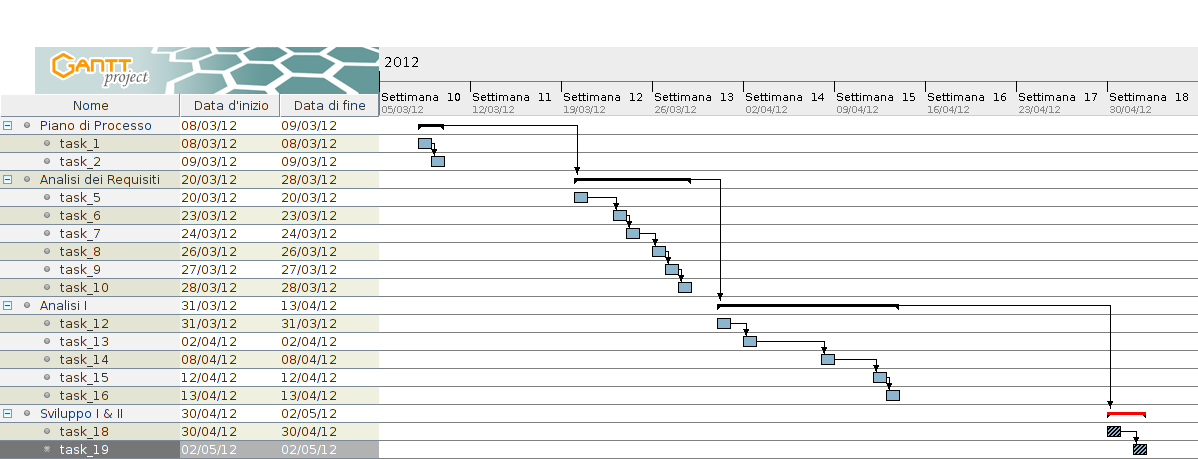 GANTT
project
2012
Nome Data d'inizio Data di fine
Settimana 10 Settimana 11 Settimana 12 Settimana 13 Settimana 14 Settimana 15 Settimana 16 Settimana 17 Settimana 18
05/03/12 12/03/12 19/03/12 26/03/12 02/04/12 09/04/12 16/04/12 23/04/12 30/04/12
Piano di Processo 08/03/12 09/03/12
task_1 08/03/12 08/03/12
task_2 09/03/12 09/03/12
Analisi dei Requisiti 20/03/12 28/03/12
task_5 20/03/12 20/03/12
task_6 23/03/12 23/03/12
task_7 24/03/12 24/03/12
task_8 26/03/12 26/03/12
task_9 27/03/12 27/03/12
task_10 28/03/12 28/03/12
Analisi I 31/03/12 13/04/12
task_12 31/03/12 31/03/12
task_13 02/04/12 02/04/12
task_14 08/04/12 08/04/12
task_15 12/04/12 12/04/12
task_16 13/04/12 13/04/12
Sviluppo I & II 30/04/12 02/05/12
task_18 30/04/12 30/04/12
task_19 02/05/12 02/05/12